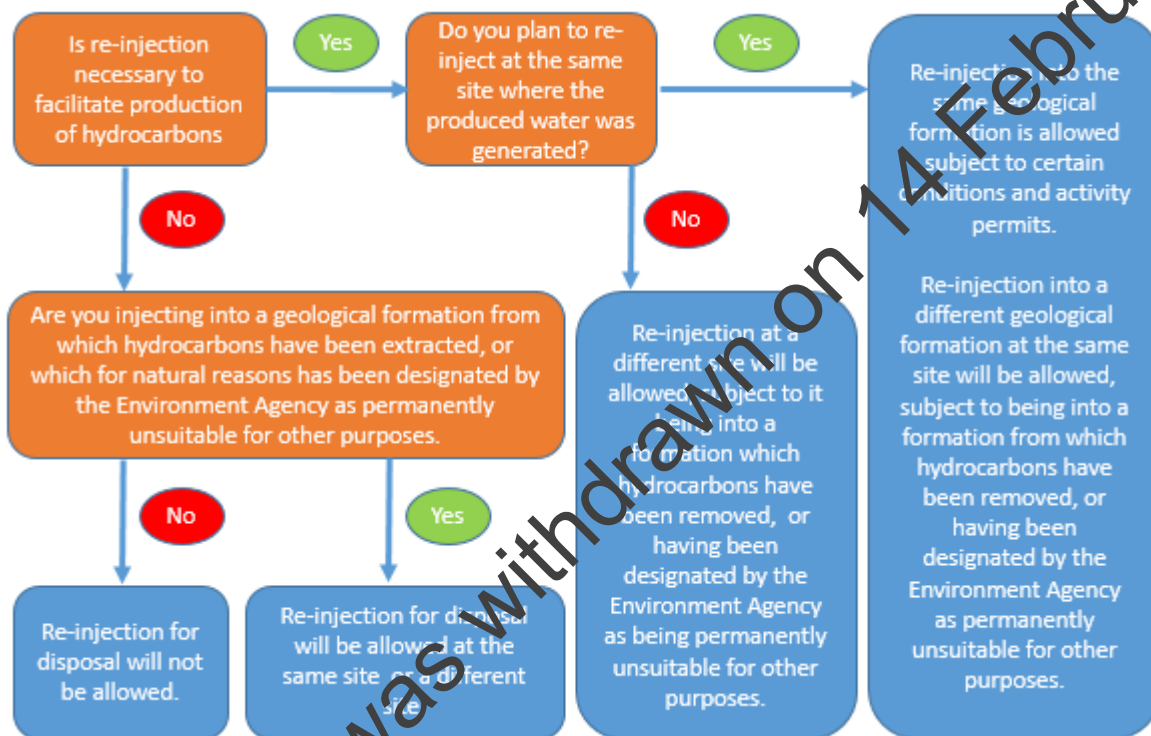 Is re-injection
necessary to
facilitate production
of hydrocarbons
Yes
Do you plan to re-
inject at the same
site where the
produced water was
generated?
Yes
Re-injection into the
same geological
formation is allowed
subject to certain
conditions and activity
permits.
Re-injection into a
different geological
formation at the same
site will be allowed,
subject to being into a
formation from which
hydrocarbons have
been removed, or
having been
designated by the
Environment Agency
as permanently
unsuitable for other
purposes.
No
No
Are you injecting into a geological formation from
which hydrocarbons have been extracted, or
which for natural reasons has been designated by
the Environment Agency as permanently
unsuitable for other purposes.
Re-injection at a
different site will be
allowed, subject to it
being into a
formation which
hydrocarbons have
been removed, or
having been
designated by the
Environment Agency
as being permanently
unsuitable for other
purposes.
No
Yes
Re-injection for
disposal will not
be allowed.
Re-injection for disposal
will be allowed at the
same site or a different
site
was withdrawn on 14 Febru